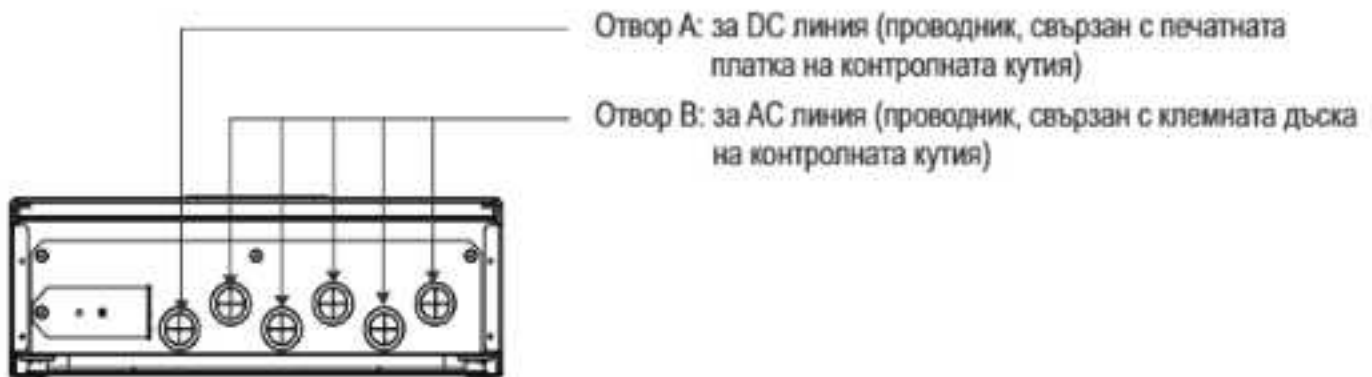 Отвор A: за DC линия (проводник, свързан с печатната
платка на контролната кутия)
Отвор B: за AC линия (проводник, свързан с клемната дъска
на контролната кутия)